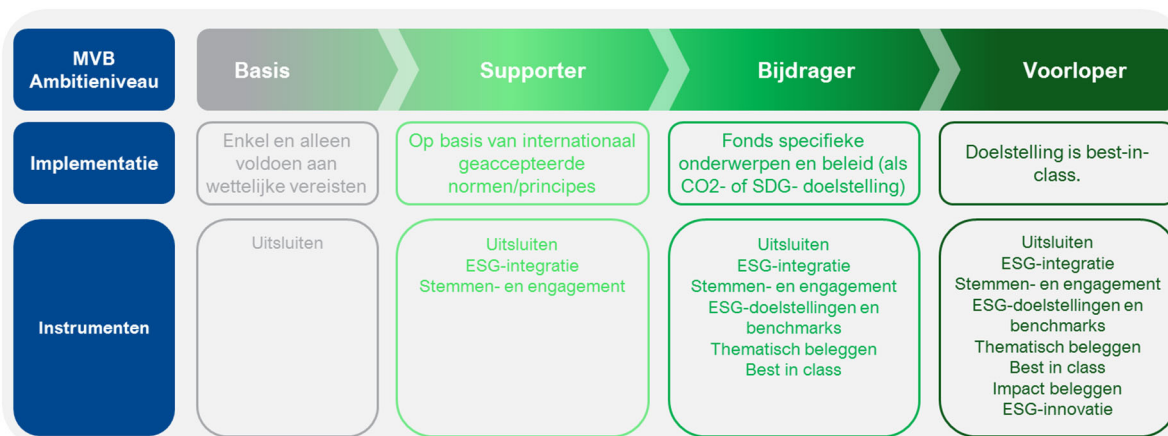 MVB
Ambitieniveau
Basis
Supporter
Bijdrager
Voorloper
Implementatie
Enkel en alleen
voldoen aan
wettelijke vereisten
Op basis van internationaal
geaccepteerde
normen/principes
Fonds specifieke
onderwerpen en beleid (als
CO2- of SDG- doelstelling)
Doelstelling is best-in-
class.
Instrumenten
Uitsluiten
Uitsluiten
ESG-integratie
Stemmen- en engagement
Uitsluiten
ESG-integratie
Stemmen- en engagement
ESG-doelstellingen en
benchmarks
Thematisch beleggen
Best in class
Uitsluiten
ESG-integratie
Stemmen- en engagement
ESG-doelstellingen en
benchmarks
Thematisch beleggen
Best in class
Impact beleggen
ESG-innovatie